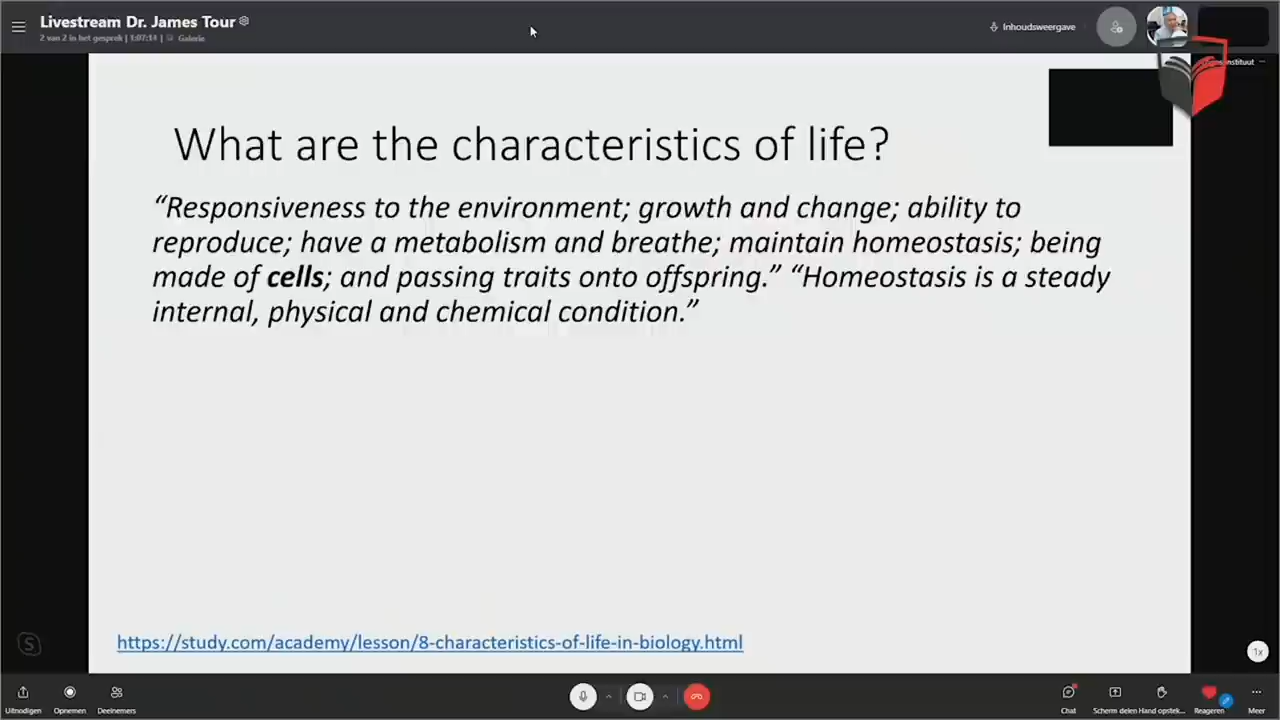 Livestream Dr. James Tour
2 van 2 in het gesprek | 1:07:14 | Galerie
Inhoudsweergave
What are the characteristics of life?
“Responsiveness to the environment; growth and change; ability to
reproduce; have a metabolism and breathe; maintain homeostasis; being
made of cells; and passing traits onto offspring.” “Homeostasis is a steady
internal, physical and chemical condition.”
https://study.com/academy/lesson/8-characteristics-of-life-in-biology.html
1x
Uitnodigen Opnemen Deelnemers Chat Scherm delen Hand opstek... Reageren Meer